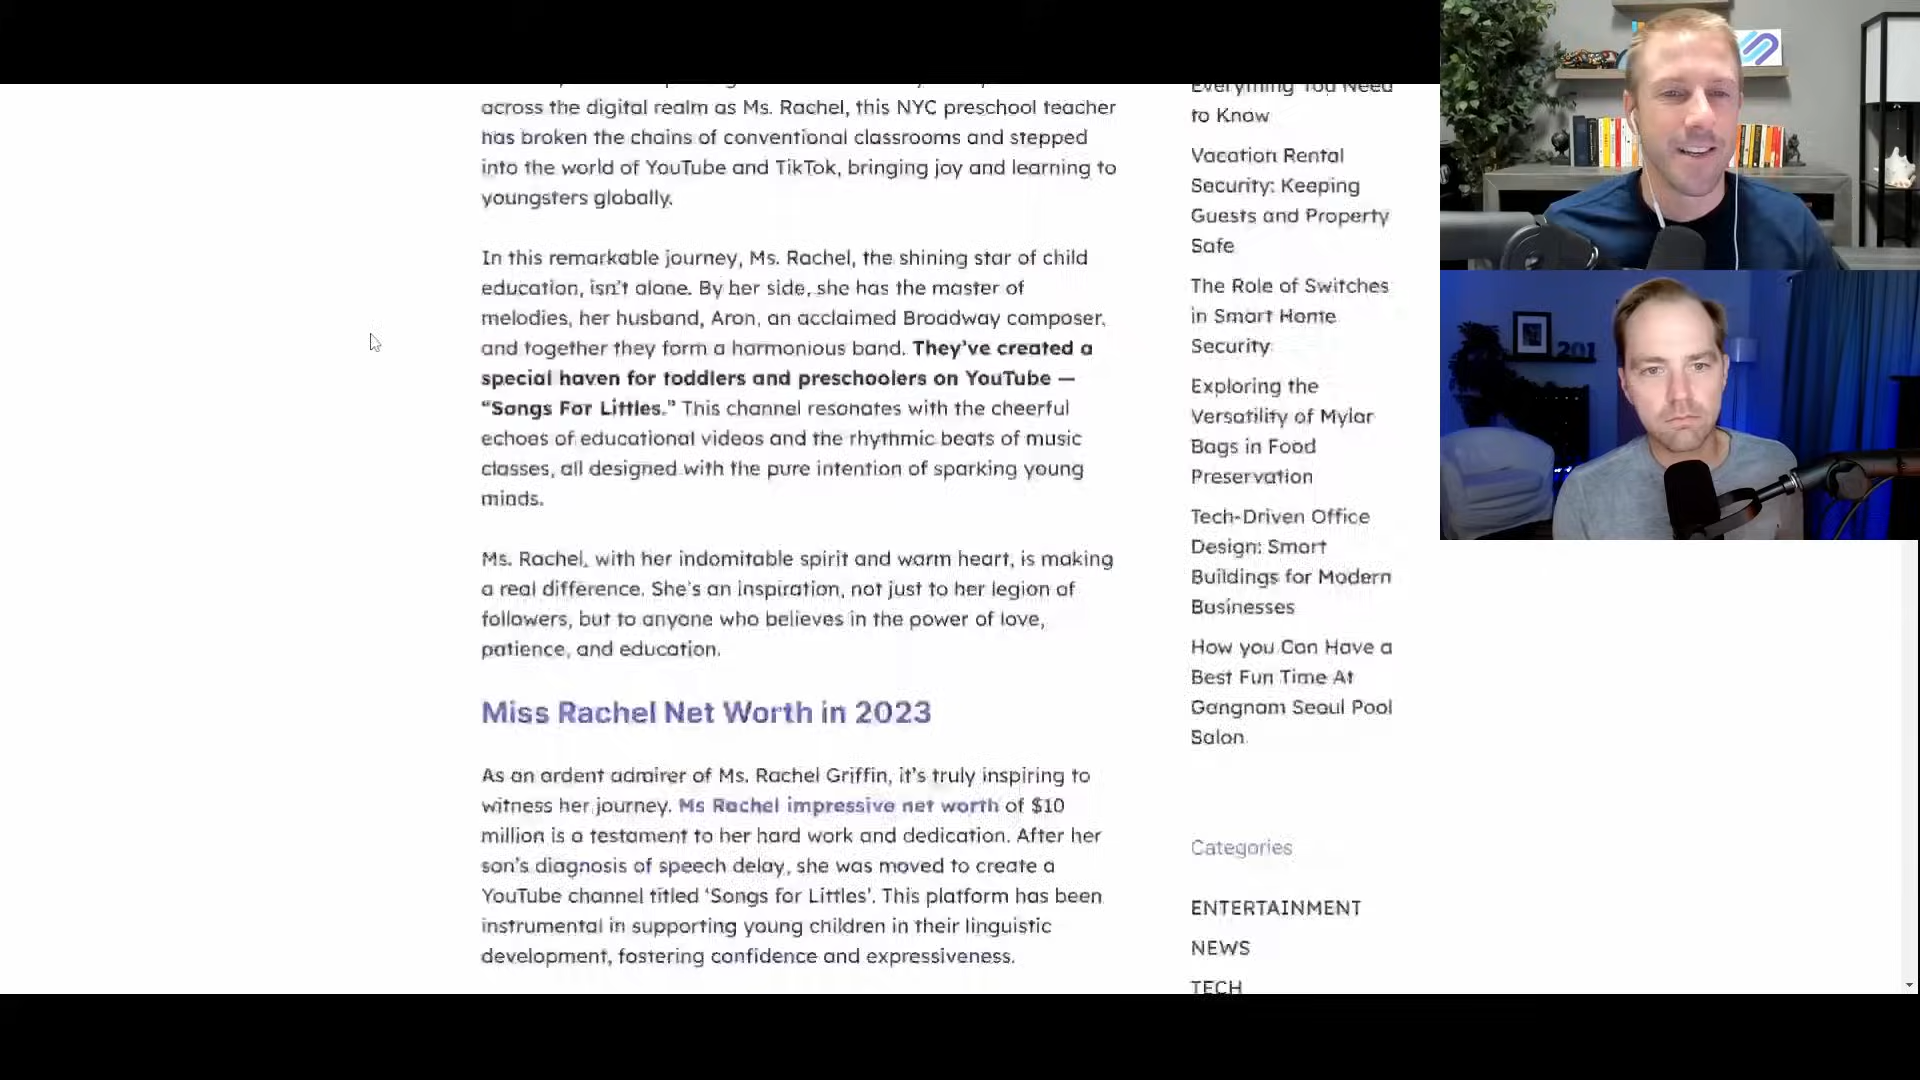 across the digital realm as Ms. Rachel, this NYC preschool teacher
has broken the chains of conventional classrooms and stepped
into the world of YouTube and TikTok, bringing joy and learning to
youngsters globally.
In this remarkable journey, Ms. Rachel, the shining star of child
education, isn't alone. By her side, she has the master of
melodies, her husband, Aron, an acclaimed Broadway composer,
and together they form a harmonious band. They've created a
special haven for toddlers and preschoolers on YouTube —
“Songs For Littles.” This channel resonates with the cheerful
echoes of educational videos and the rhythmic beats of music
classes, all designed with the pure intention of sparking young
minds.
Ms. Rachel, with her indomitable spirit and warm heart, is making
a real difference. She's an inspiration, not just to her legion of
followers, but to anyone who believes in the power of love,
patience, and education.
Miss Rachel Net Worth in 2023
As an ardent admirer of Ms. Rachel Griffin, it's truly inspiring to
witness her journey. Ms Rachel impressive net worth of $10
million is a testament to her hard work and dedication. After her
son's diagnosis of speech delay, she was moved to create a
YouTube channel titled 'Songs for Littles'. This platform has been
instrumental in supporting young children in their linguistic
development, fostering confidence and expressiveness.
Everything You Need
to Know
Vacation Rental
Security: Keeping
Guests and Property
Safe
The Role of Switches
in Smart Home
Security
Exploring the
Versatility of Mylar
Bags in Food
Preservation
Tech-Driven Office
Design: Smart
Buildings for Modern
Businesses
How you Can Have a
Best Fun Time At
Gangnam Seoul Pool
Salon
Categories
ENTERTAINMENT
NEWS
TECH
201